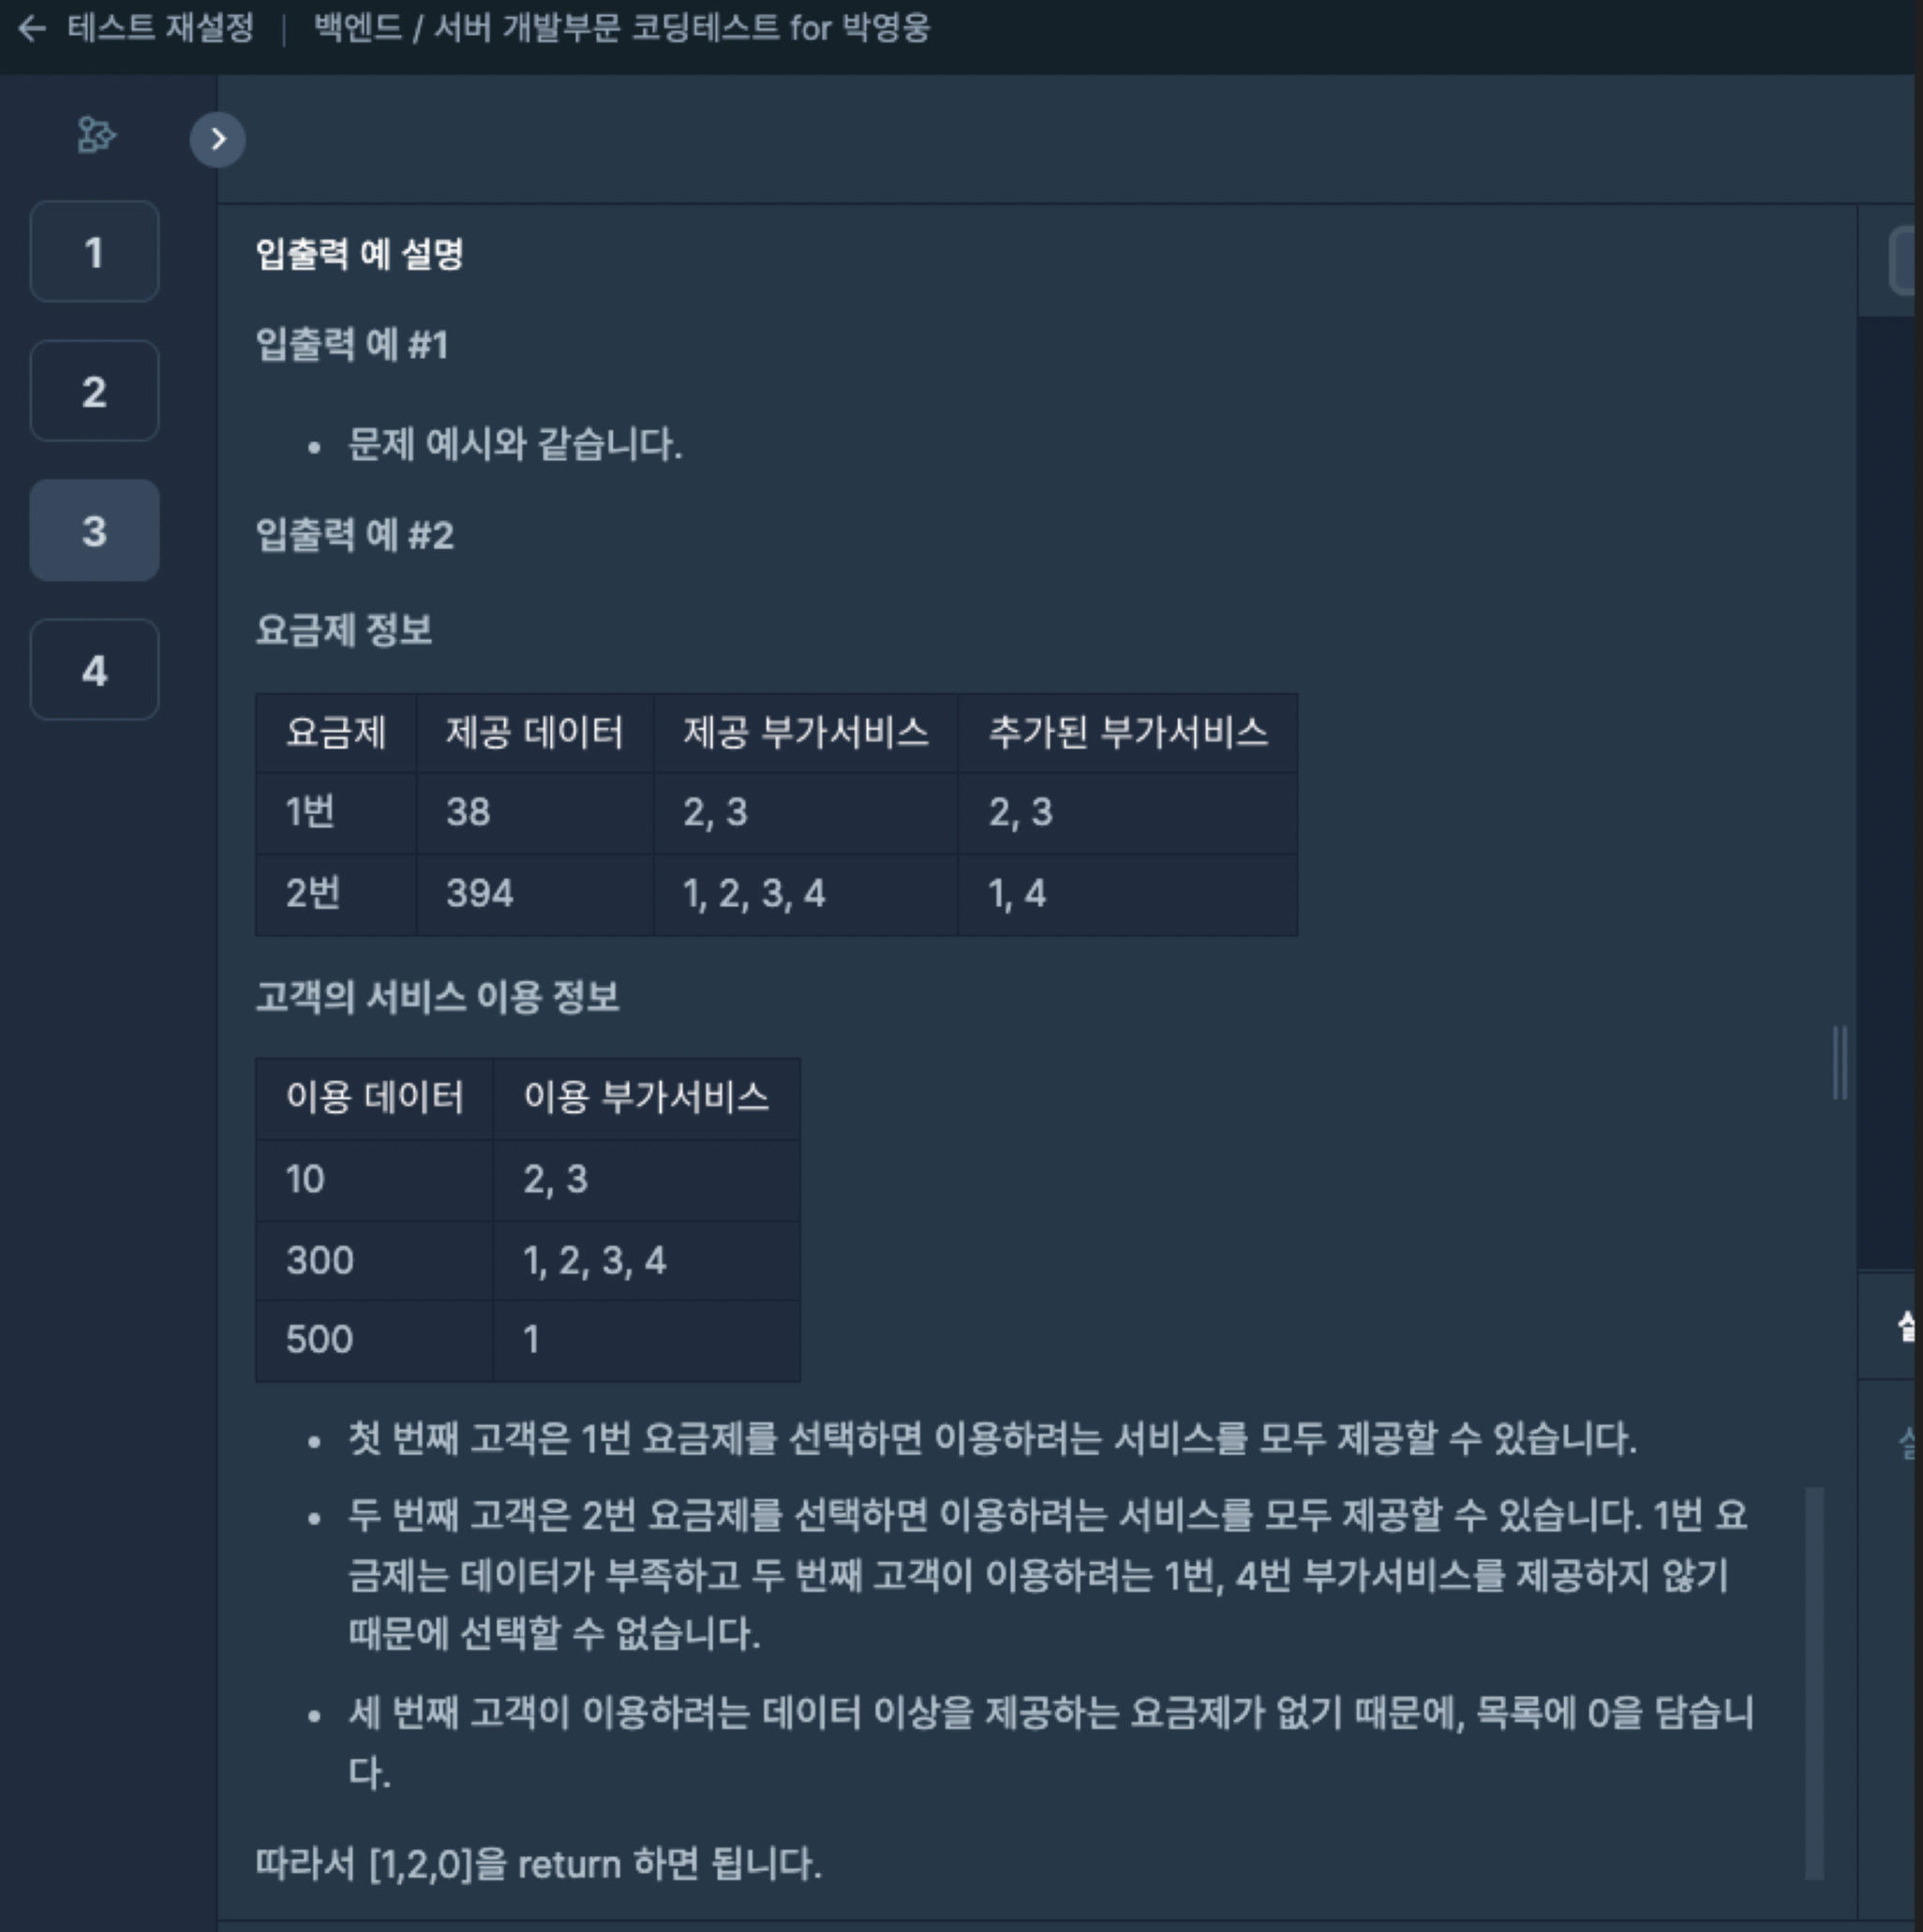 ← 테스트 재설정 | 백엔드 / 서버 개발부문 코딩테스트 for 박영웅
1
2
3
4
입출력 예 설명
입출력 예 #1
• 문제 예시와 같습니다.
입출력 예 #2
요금제 정보
요금제 제공 데이터 제공 부가서비스 추가된 부가서비스
1번 38 2, 3 2, 3
2번 394 1, 2, 3, 4 1, 4
고객의 서비스 이용 정보
이용 데이터 이용 부가서비스
10 2, 3
300 1, 2, 3, 4
500 1
• 첫 번째 고객은 1번 요금제를 선택하면 이용하려는 서비스를 모두 제공할 수 있습니다.
• 두 번째 고객은 2번 요금제를 선택하면 이용하려는 서비스를 모두 제공할 수 있습니다. 1번 요
금제는 데이터가 부족하고 두 번째 고객이 이용하려는 1번, 4번 부가서비스를 제공하지 않기
때문에 선택할 수 없습니다.
• 세 번째 고객이 이용하려는 데이터 이상을 제공하는 요금제가 없기 때문에, 목록에 0을 담습니
다.
따라서 [1,2,0]을 return 하면 됩니다.